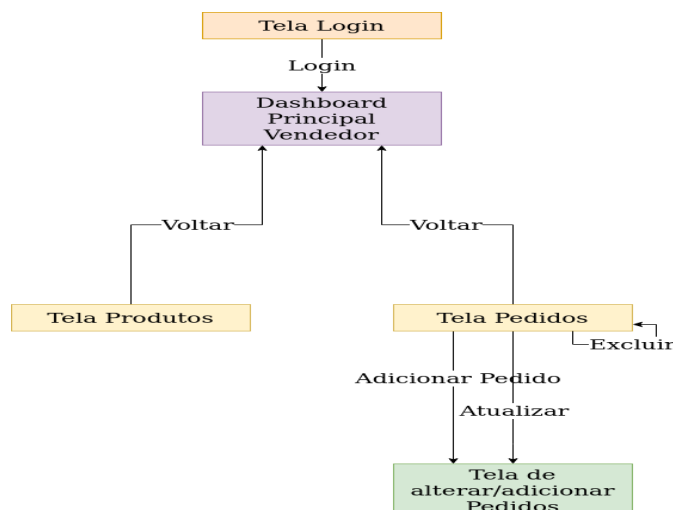 Tela Login
Login
Dashboard
Principal
Vendedor
Voltar
Voltar
Tela Produtos
Tela Pedidos
Excluir
Adicionar Pedido
Atualizar
Tela de
alterar/adicionar
Pedidos